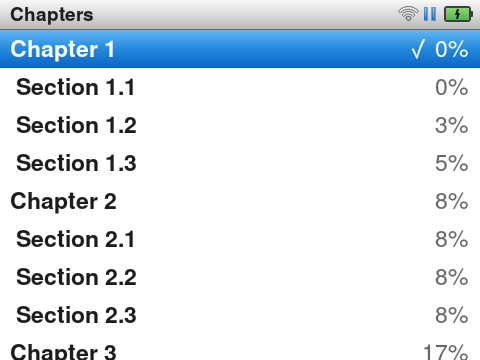 Chapters
Chapter 1 √ 0%
Section 1.1 0%
Section 1.2 3%
Section 1.3 5%
Chapter 2 8%
Section 2.1 8%
Section 2.2 8%
Section 2.3 8%
Chapter 3 17%